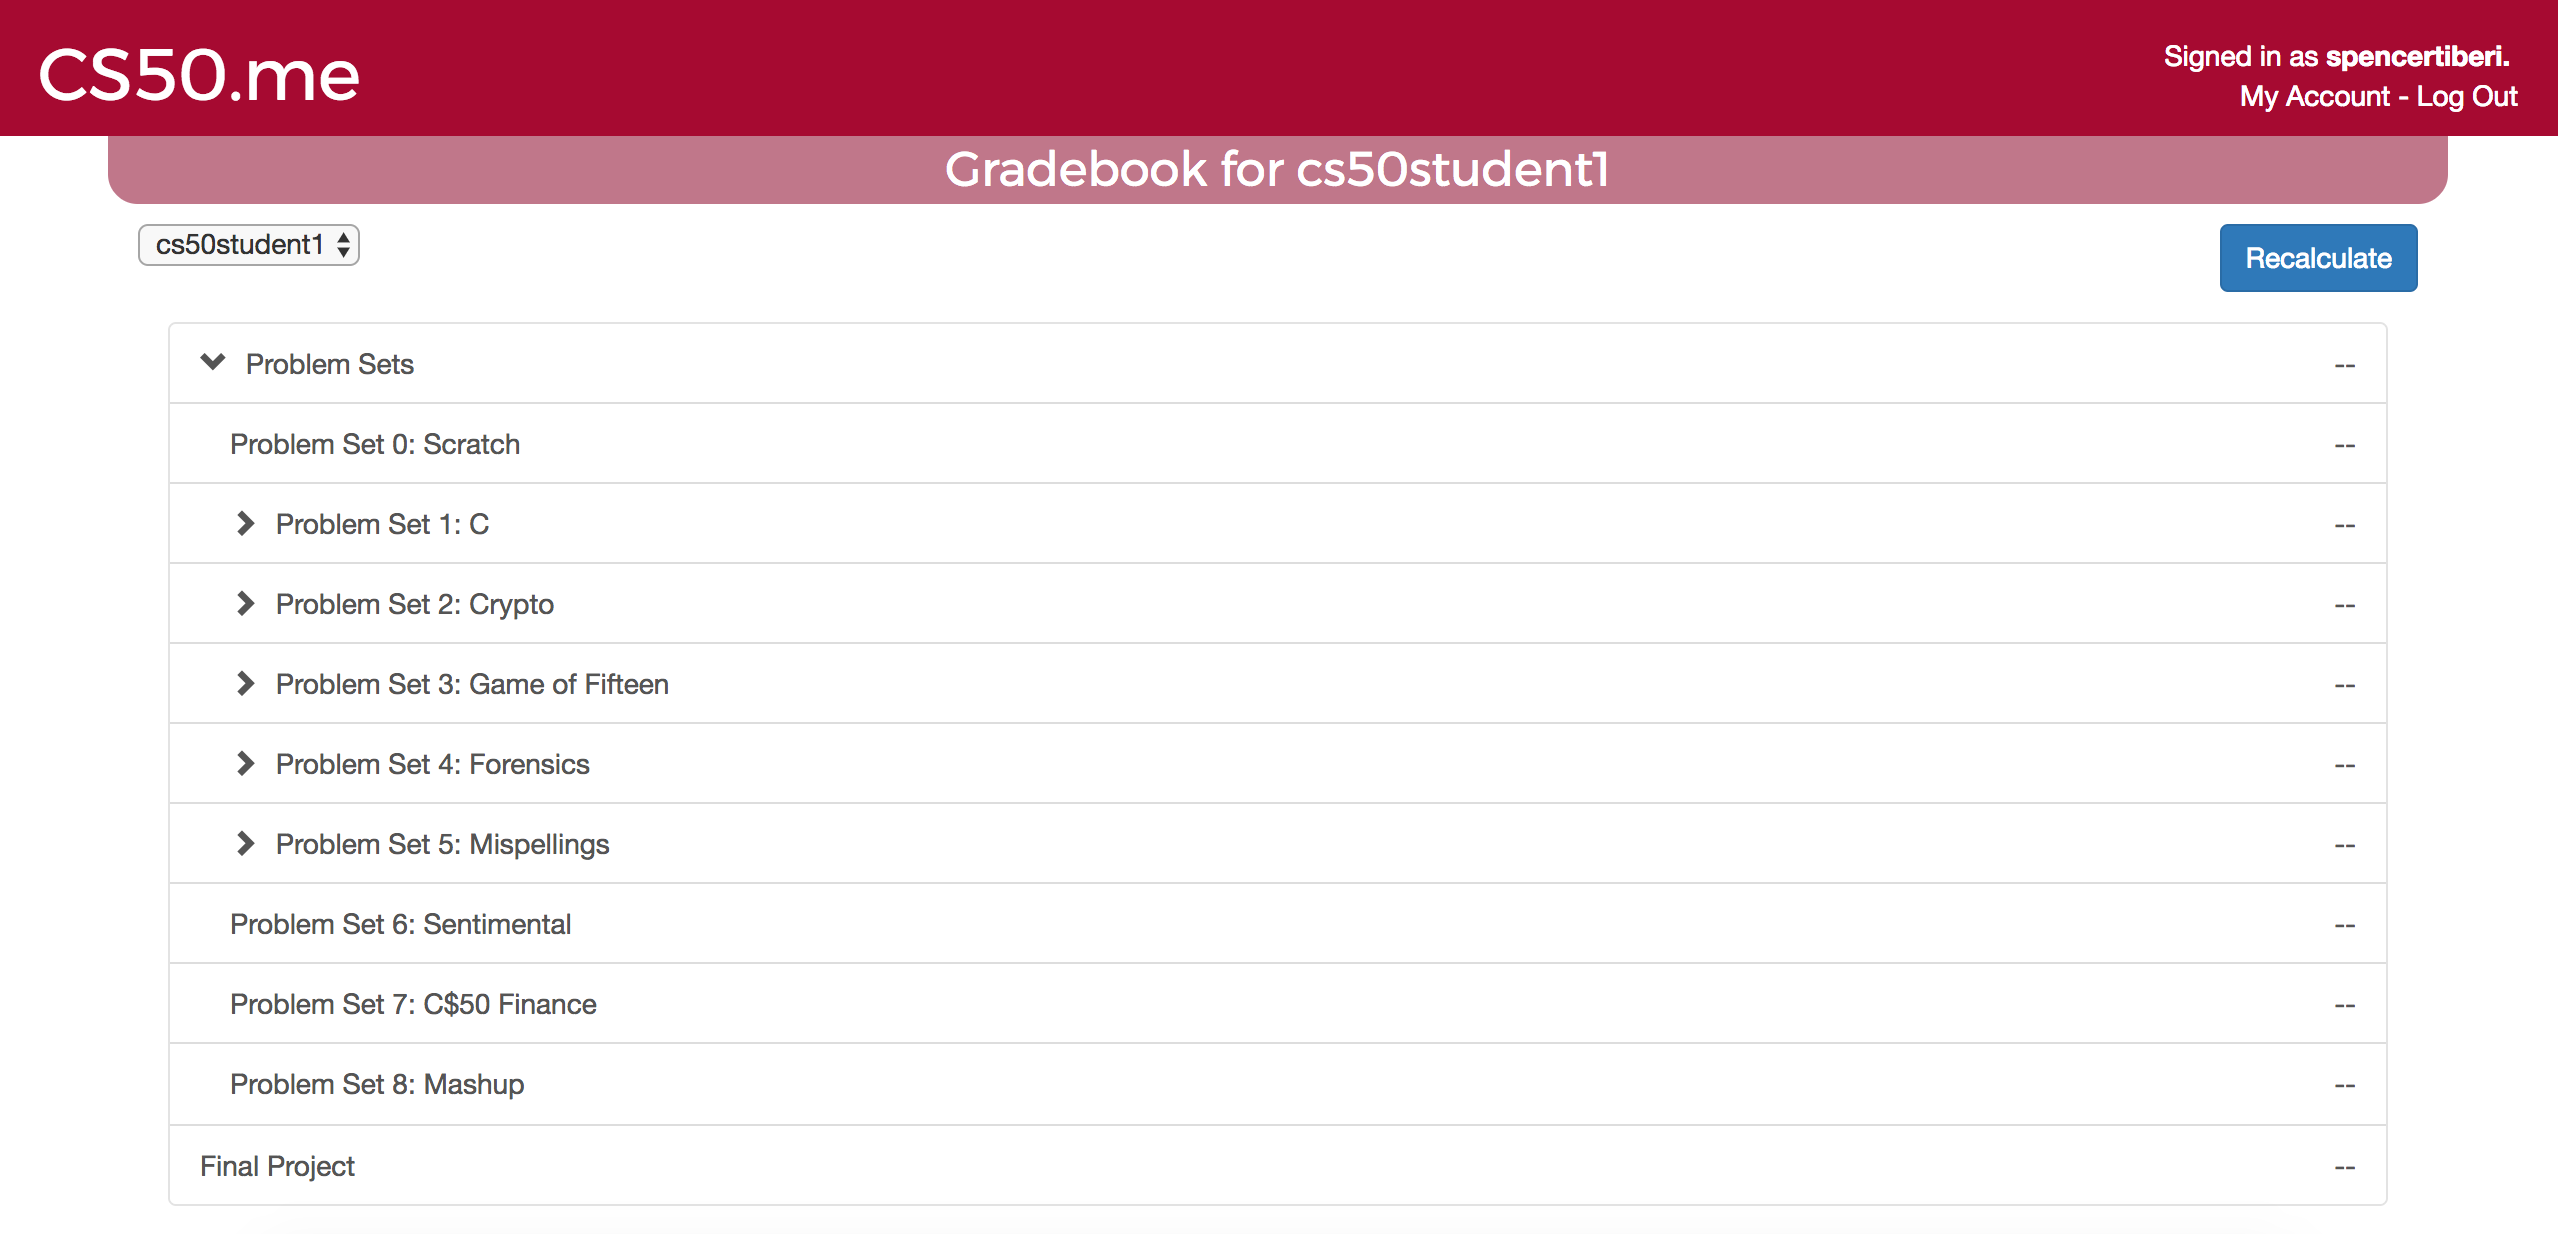 CS50.me
Signed in as spencertiberi.
My Account - Log Out
Gradebook for cs50student1
cs50student1
Recalculate
Problem Sets --
Problem Set 0: Scratch --
Problem Set 1: C --
Problem Set 2: Crypto --
Problem Set 3: Game of Fifteen --
Problem Set 4: Forensics --
Problem Set 5: Mispellings --
Problem Set 6: Sentimental --
Problem Set 7: C$50 Finance --
Problem Set 8: Mashup --
Final Project --